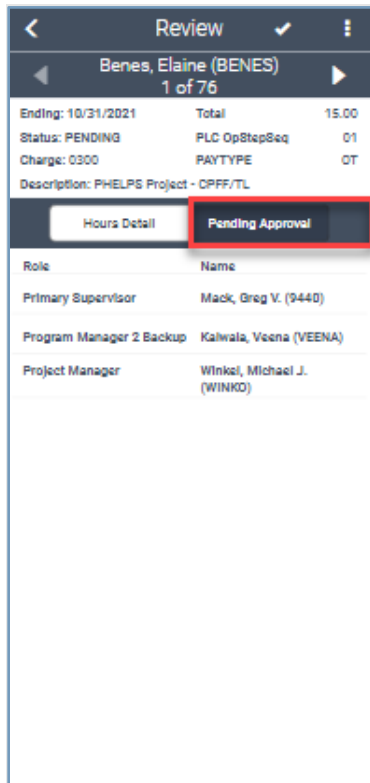 Review
Benes, Elaine (BENES)
1 of 76
Ending: 10/31/2021 Total 15.00
Status: PENDING PLC OpStepSeq 01
Charge: 0300 PAYTYPE OT
Description: PHELPS Project - CPFF/TL
Hours Detail Pending Approval
Role Name
Primary Supervisor Mack, Greg V. (9440)
Program Manager 2 Backup Kalwala, Veena (VEENA)
Project Manager Winkel, Michael J.
(WINKO)